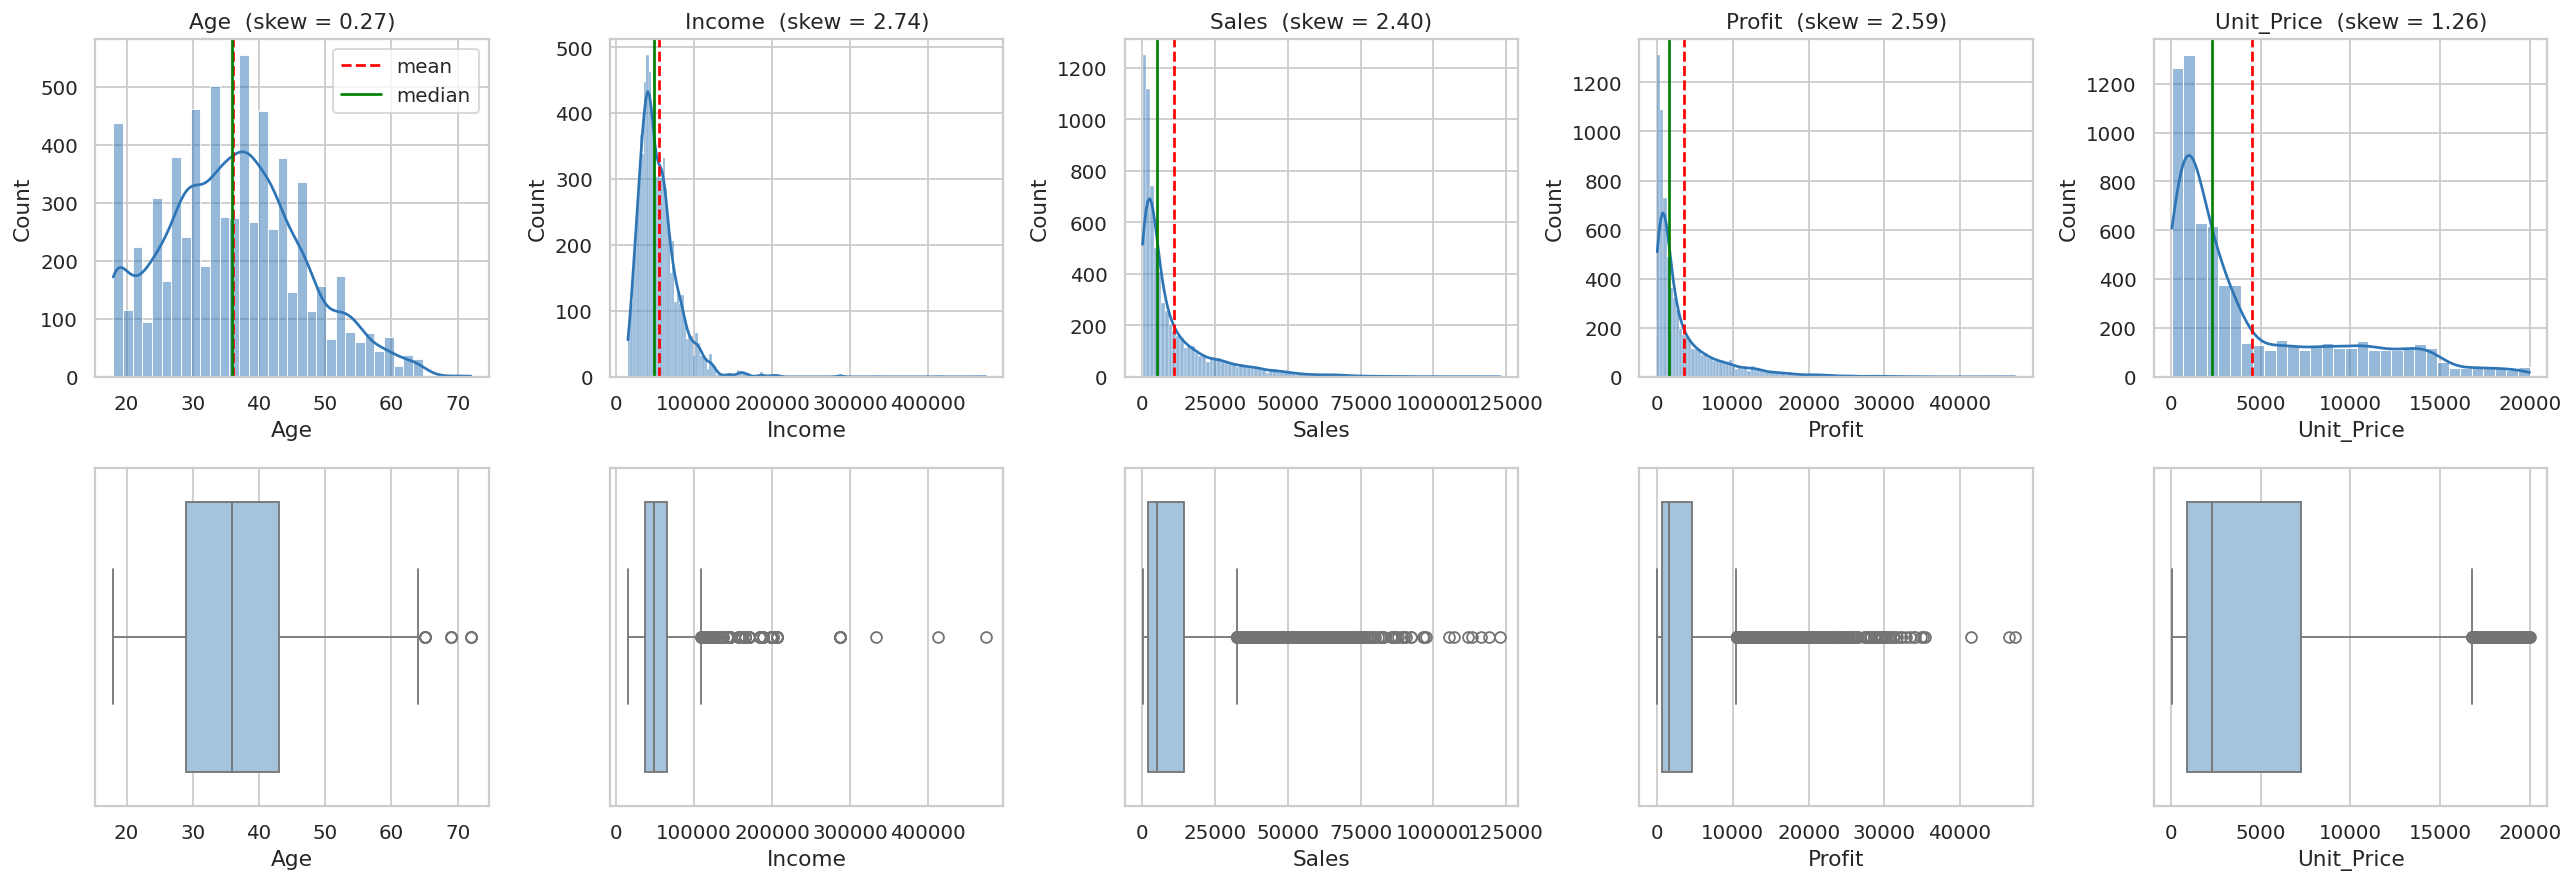 Age  (skew = 0.27)
mean
median
500
400
300
200
100
0
Count
20 30 40 50 60 70
Age
Income  (skew = 2.74)
500
400
300
200
100
0
Count
0 100000 200000 300000 400000
Income
Sales  (skew = 2.40)
1200
1000
800
600
400
200
0
Count
0 25000 50000 75000 100000 125000
Sales
Profit  (skew = 2.59)
1200
1000
800
600
400
200
0
Count
0 10000 20000 30000 40000
Profit
Unit_Price  (skew = 1.26)
1200
1000
800
600
400
200
0
Count
0 5000 10000 15000 20000
Unit_Price
20 30 40 50 60 70
Age
0 100000 200000 300000 400000
Income
0 25000 50000 75000 100000 125000
Sales
0 10000 20000 30000 40000
Profit
0 5000 10000 15000 20000
Unit_Price